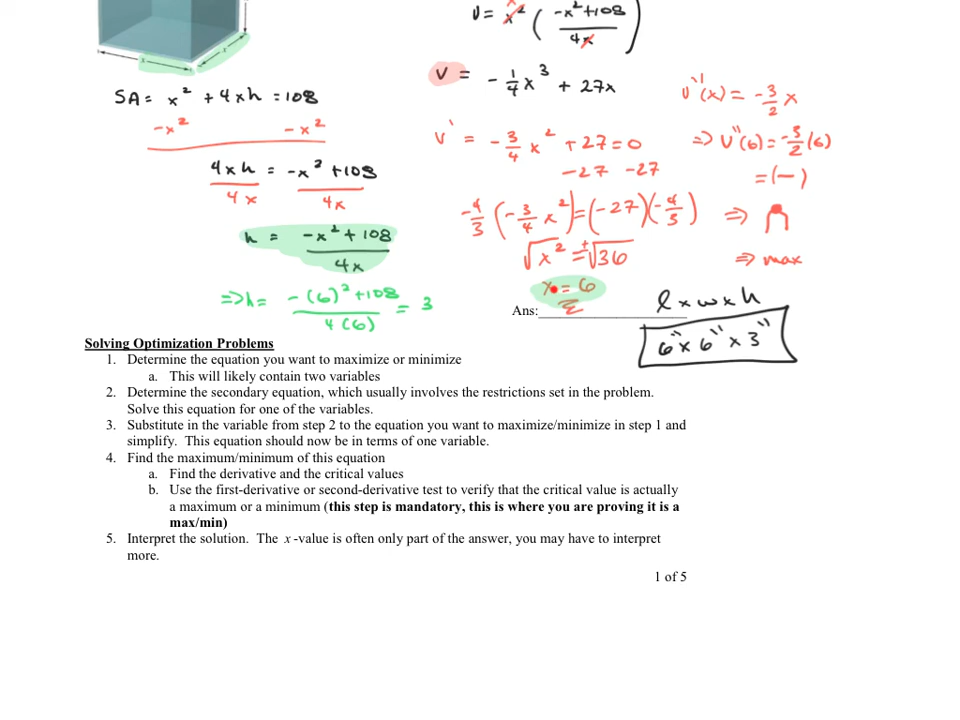 V = x² ( (-x²+108)/4x )
V = -1/4 x³ + 27x
SA = x² + 4xh = 108
-x² -x²
4xh = -x² + 108
4x 4x
h = (-x² + 108)/4x
=> h = (-(6)² + 108)/4(6) = 3
V' = -3/4 x² + 27 = 0
-27 -27
-4/3 (-3/4 x²) = (-27)(-4/3)
√x² = ±√36
x = 6
V''(x) = -3/2 x
=> V''(6) = -3/2 (6)
= (-)
=> ∩
=> max
Ans:____________________
l x w x h
6" x 6" x 3"
Solving Optimization Problems
1. Determine the equation you want to maximize or minimize
a. This will likely contain two variables
2. Determine the secondary equation, which usually involves the restrictions set in the problem.
Solve this equation for one of the variables.
3. Substitute in the variable from step 2 to the equation you want to maximize/minimize in step 1 and
simplify. This equation should now be in terms of one variable.
4. Find the maximum/minimum of this equation
a. Find the derivative and the critical values
b. Use the first-derivative or second-derivative test to verify that the critical value is actually
a maximum or a minimum (this step is mandatory, this is where you are proving it is a
max/min)
5. Interpret the solution. The x-value is often only part of the answer, you may have to interpret
more.
1 of 5